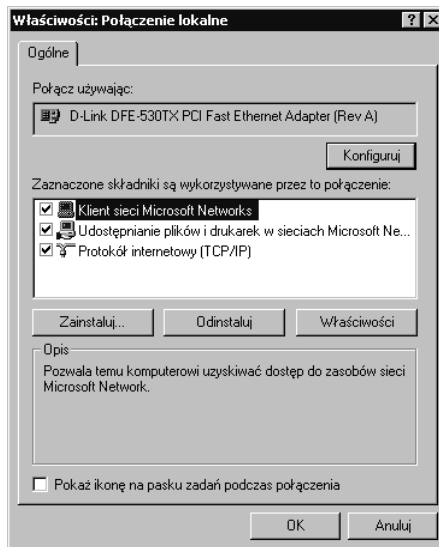 Właściwości: Połączenie lokalne
Ogólne
Połącz używając:
D-Link DFE-530TX PCI Fast Ethernet Adapter (Rev A)
Konfiguruj
Zaznaczone składniki są wykorzystywane przez to połączenie:
Klient sieci Microsoft Networks
Udostępnianie plików i drukarek w sieciach Microsoft Ne...
Protokół internetowy (TCP/IP)
Zainstaluj... Odinstaluj Właściwości
Opis
Pozwala temu komputerowi uzyskiwać dostęp do zasobów sieci
Microsoft Network.
Pokaż ikonę na pasku zadań podczas połączenia
OK Anuluj